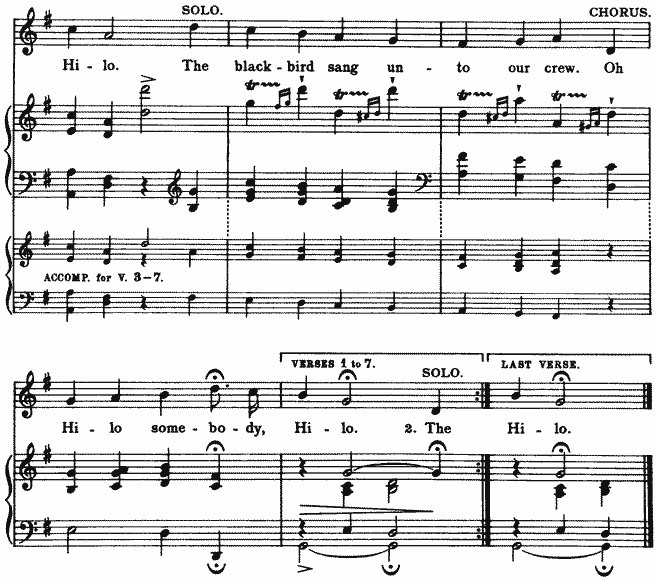 SOLO. CHORUS.
Hi - lo. The black - bird sang un - to our crew. Oh
ACCOMP. for V. 3-7.
VERSES 1 to 7. SOLO. LAST VERSE.
Hi - lo some - bo - dy, Hi - lo. 2. The Hi - lo.